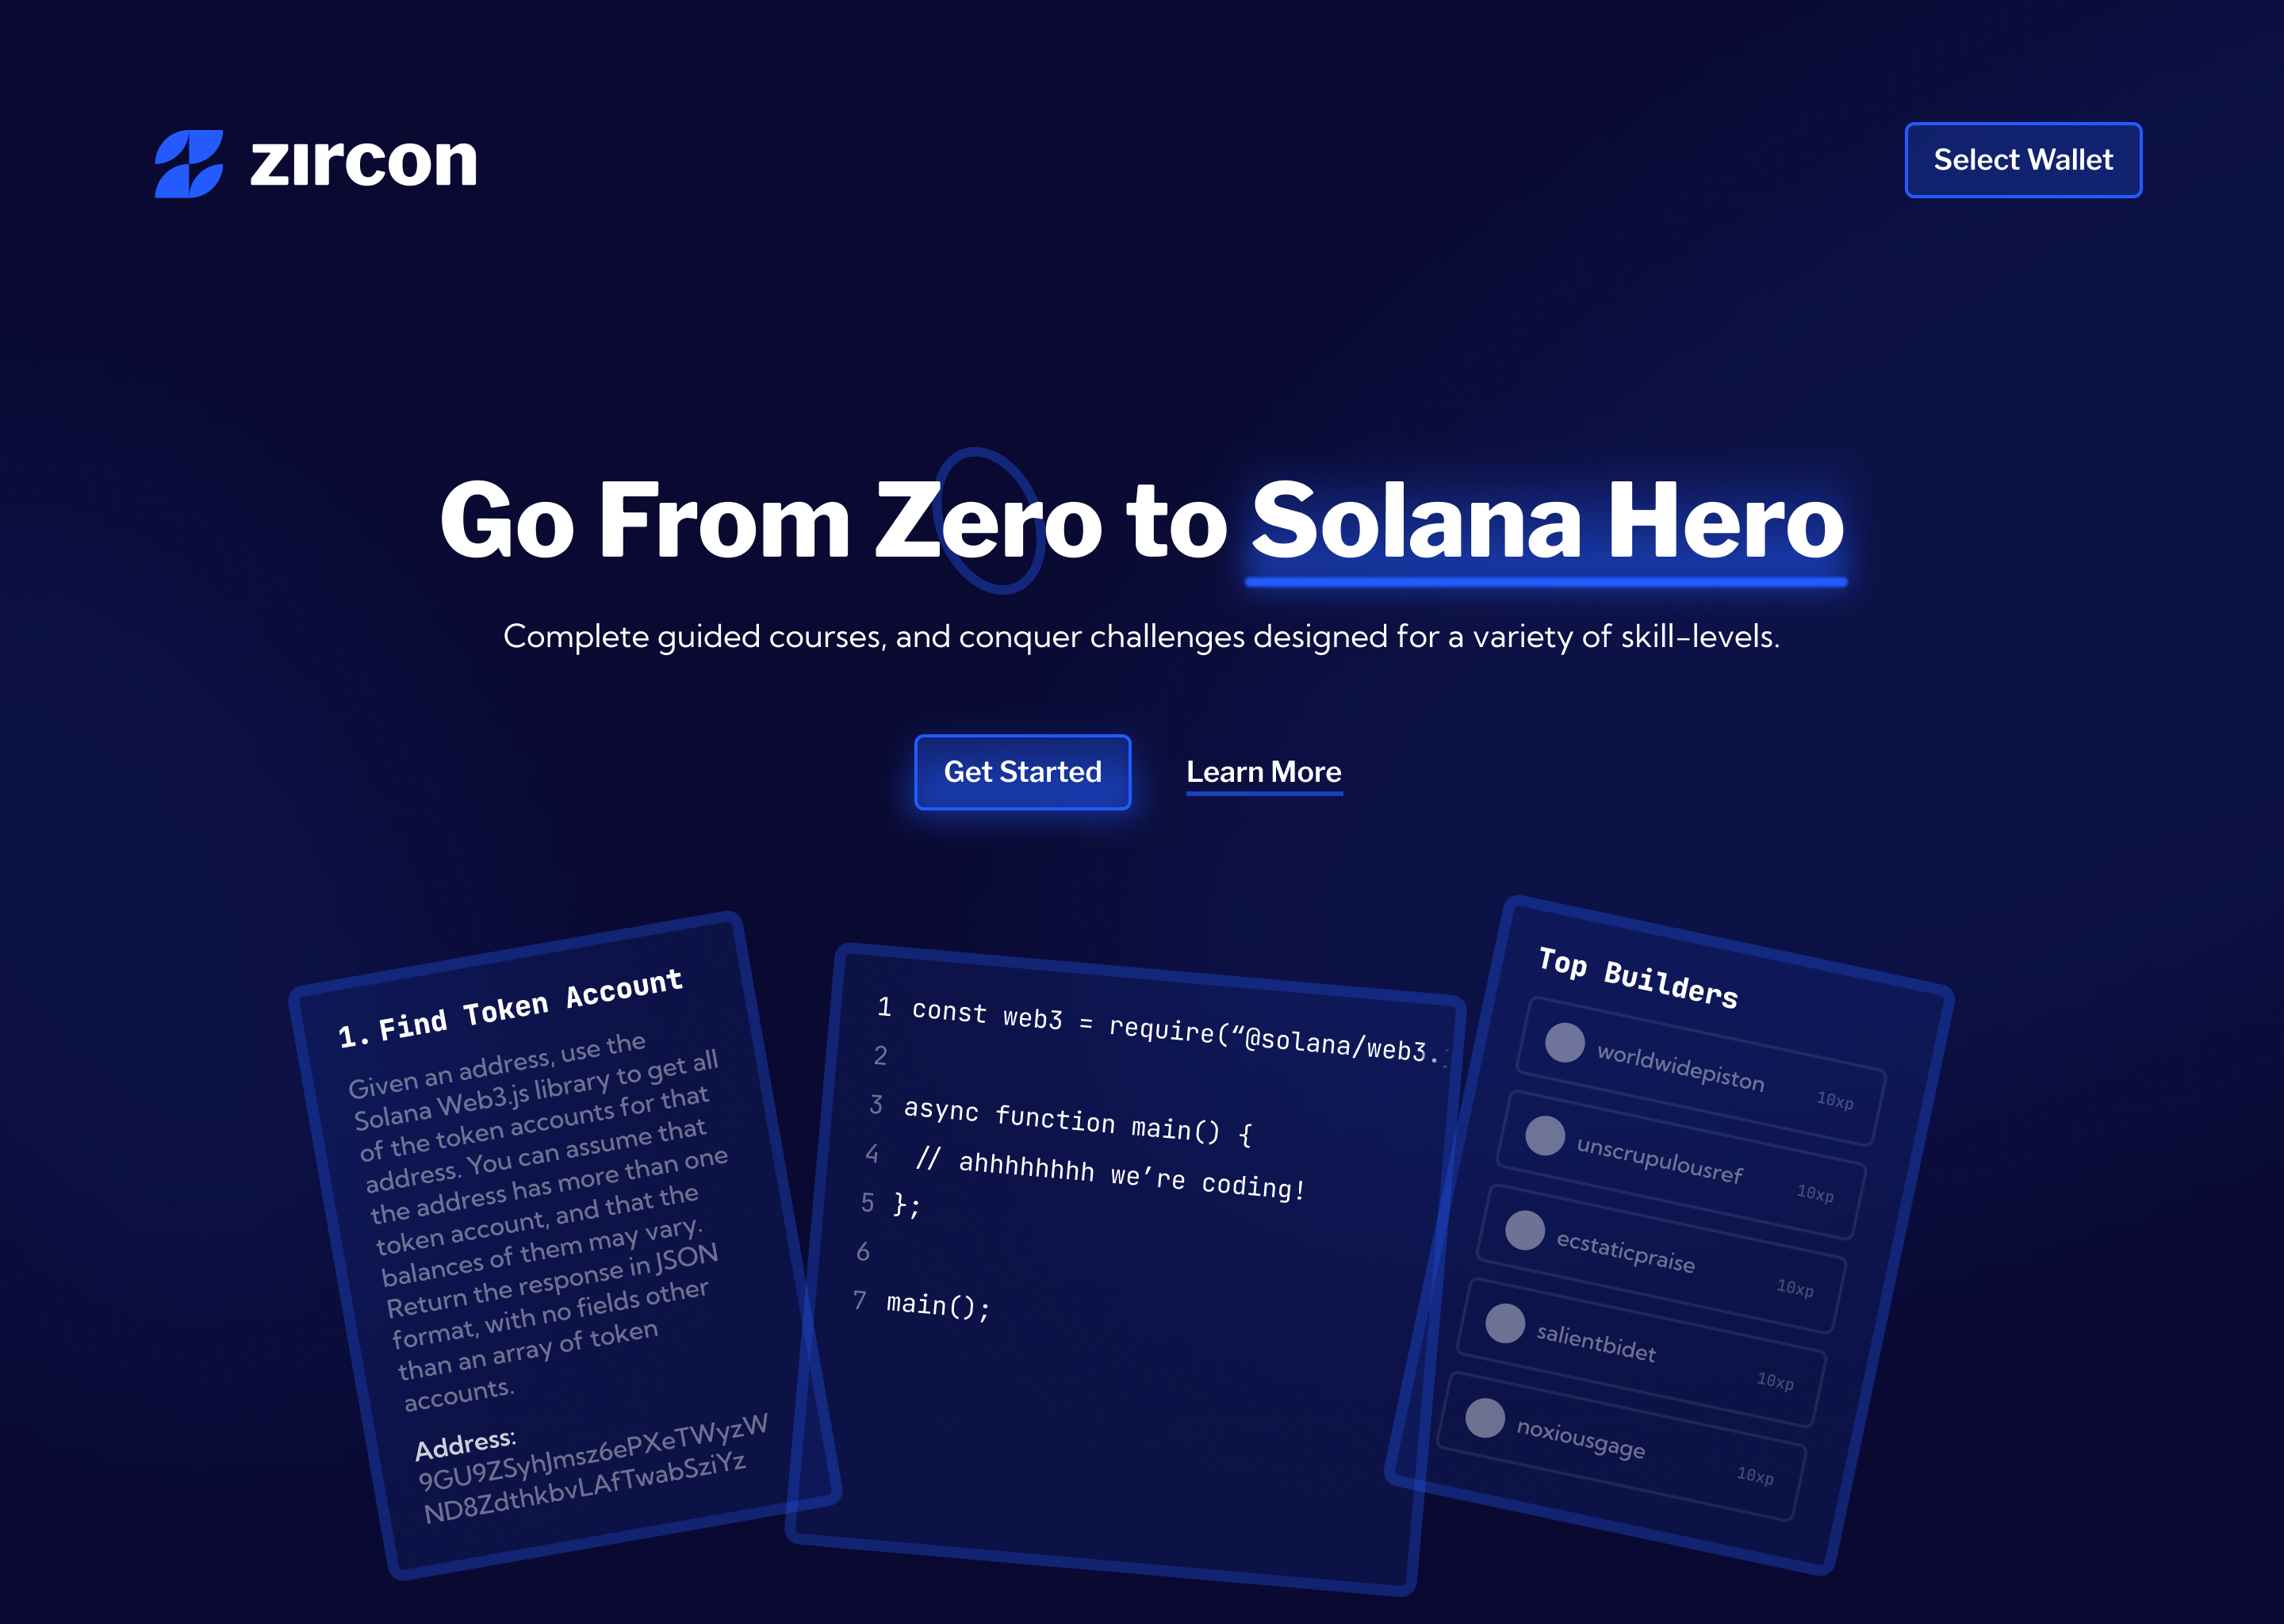 zircon
Select Wallet
Go From Zero to Solana Hero
Complete guided courses, and conquer challenges designed for a variety of skill-levels.
Get Started
Learn More
1. Find Token Account
Given an address, use the
Solana Web3.js library to get all
of the token accounts for that
address. You can assume that
the address has more than one
token account, and that the
balances of them may vary.
Return the response in JSON
format, with no fields other
than an array of token
accounts.
Address:
9GU9ZSyhJmsz6ePXeTWyzW
ND8ZdthkbvLAfTwabSziYz
1 const web3 = require(“@solana/web3.
2
3 async function main() {
4 // ahhhhhhhh we’re coding!
5 };
6
7 main();
Top Builders
worldwidepiston 10xp
unscrupulousref 10xp
ecstaticpraise 10xp
salientbidet 10xp
noxiousgage 10xp